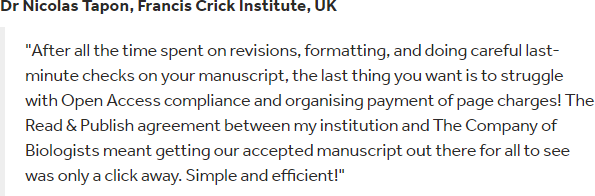 Dr Nicolas Tapon, Francis Crick Institute, UK
"After all the time spent on revisions, formatting, and doing careful last-
minute checks on your manuscript, the last thing you want is to struggle
with Open Access compliance and organising payment of page charges! The
Read & Publish agreement between my institution and The Company of
Biologists meant getting our accepted manuscript out there for all to see
was only a click away. Simple and efficient!"